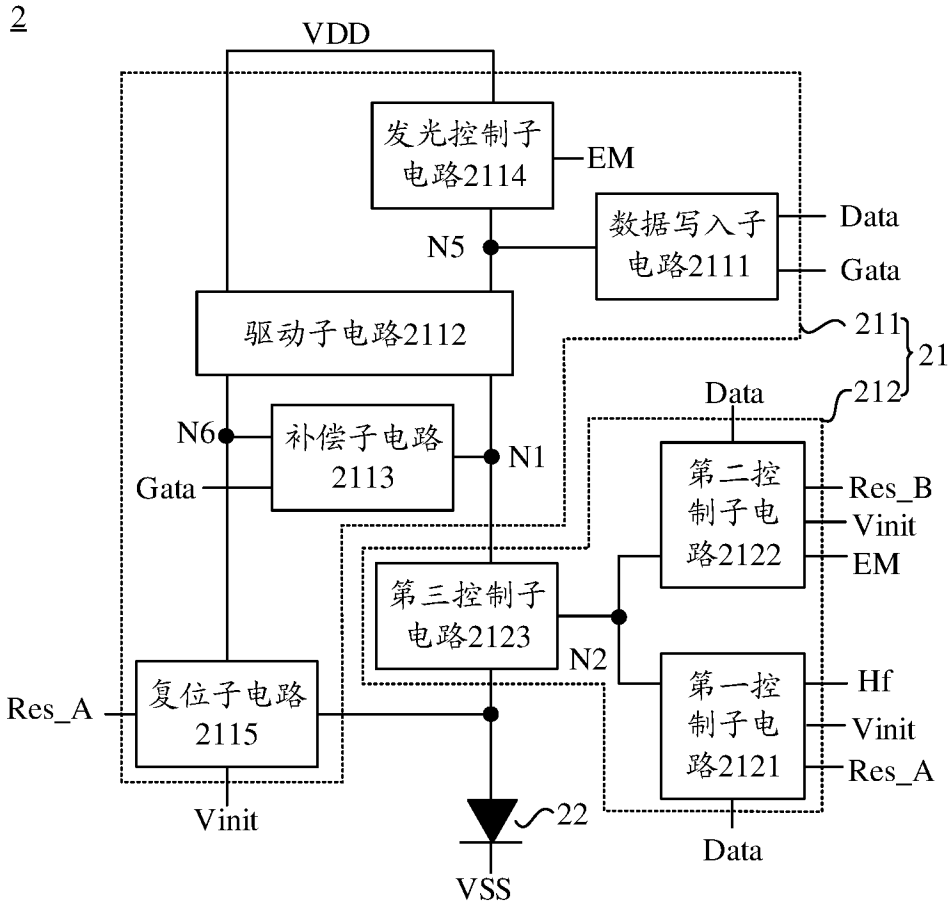 2
VDD
发光控制子
电路2114
EM
N5
数据写入子
电路2111
Data
Gata
驱动子电路2112
211
21
212
N6
补偿子电路
2113
N1
Gata
Data
第二控
制子电
路2122
Res_B
Vinit
EM
第三控制子
电路2123
N2
第一控
制子电
路2121
Hf
Vinit
Res_A
Res_A
复位子电路
2115
Vinit
22
Data
VSS